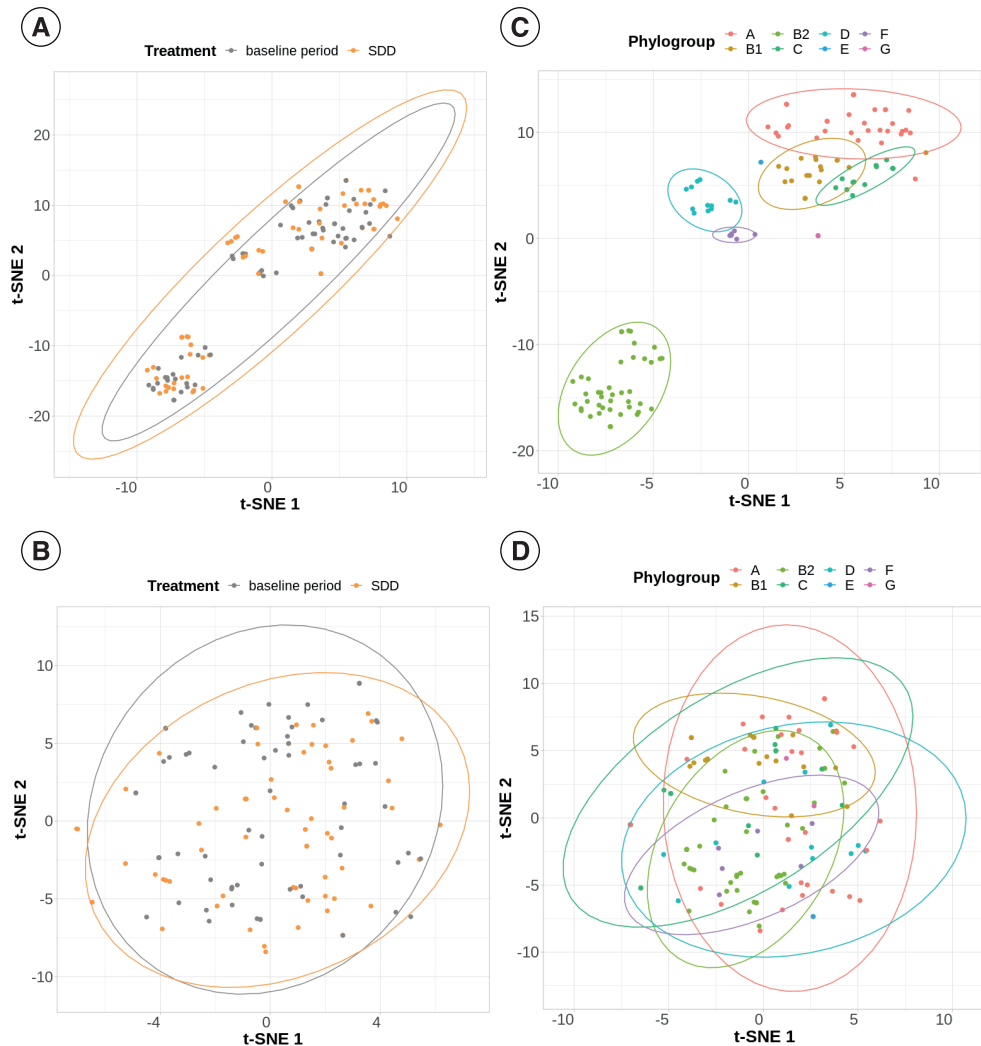 A
Treatment baseline period SDD
20
10
0
-10
-20
-10 0 10
t-SNE 1
t-SNE 2
C
Phylogroup A B2 D F
B1 C E G
10
0
-10
-20
-10 -5 0 5 10
t-SNE 1
t-SNE 2
B
Treatment baseline period SDD
10
5
0
-5
-10
-4 0 4
t-SNE 1
t-SNE 2
D
Phylogroup A B2 D F
B1 C E G
15
10
5
0
-5
-10
-10 -5 0 5 10
t-SNE 1
t-SNE 2